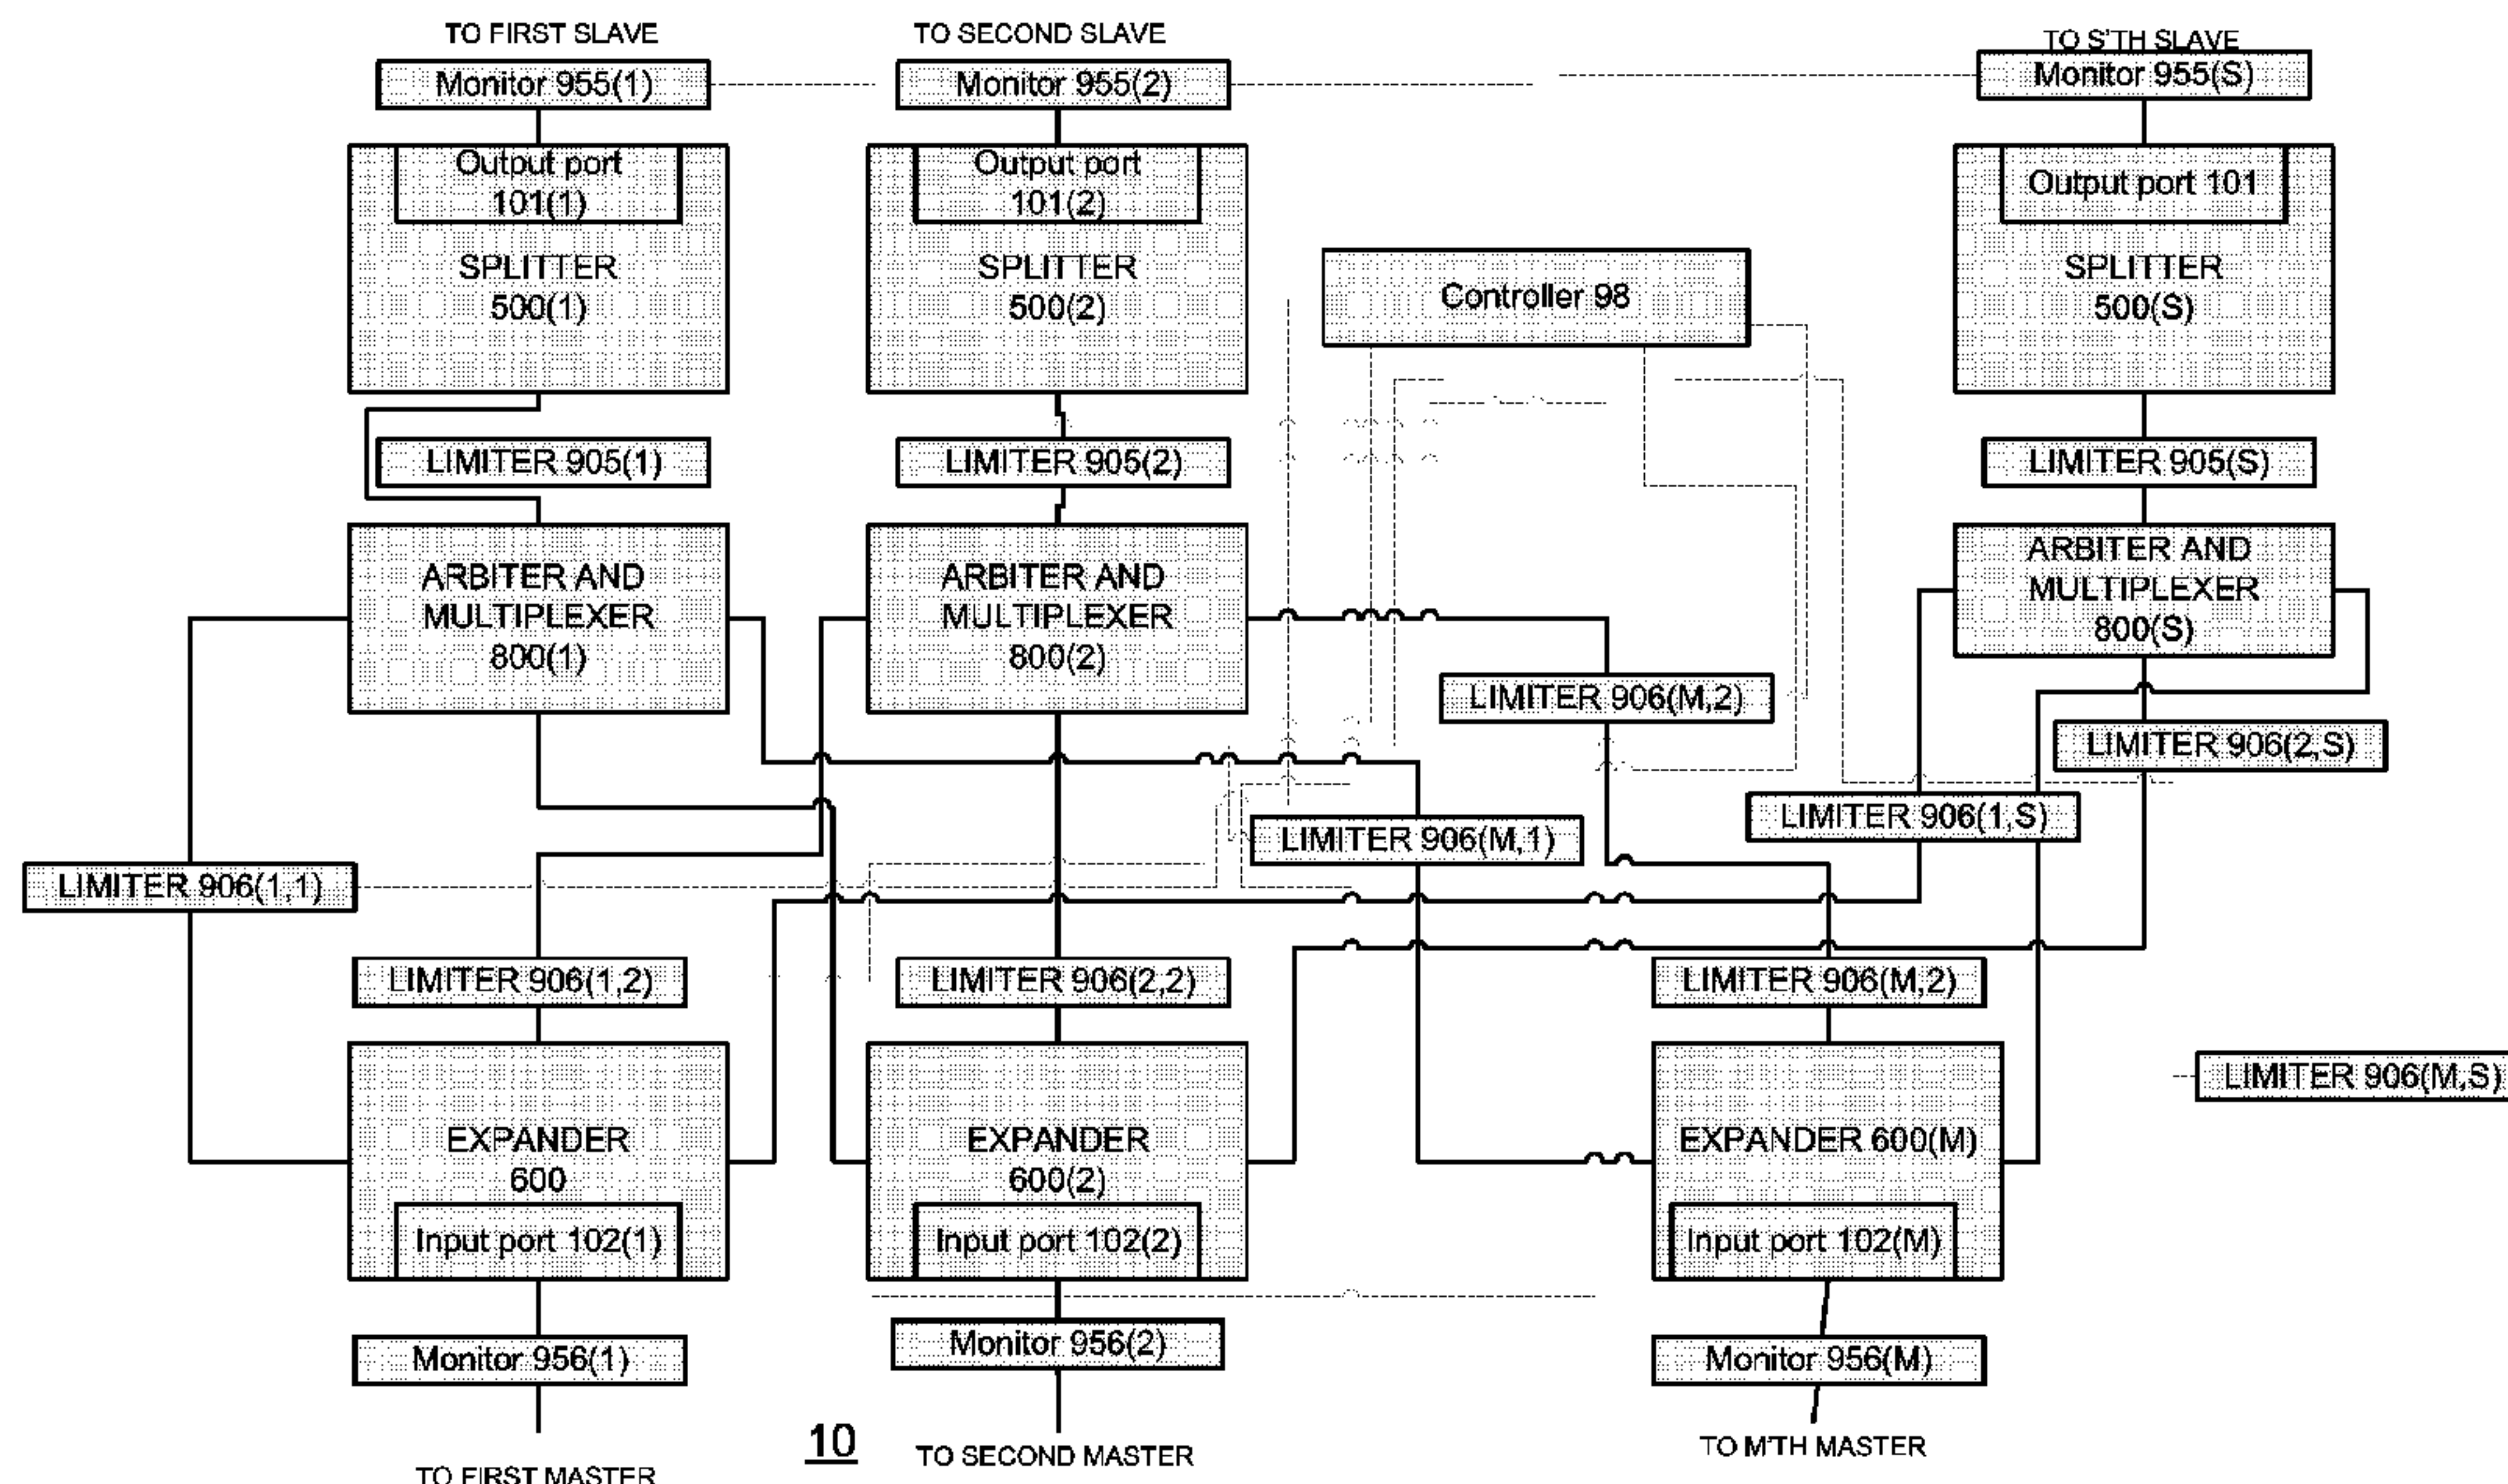 TO FIRST SLAVE
TO SECOND SLAVE
TO S'TH SLAVE
Monitor 955(1)
Monitor 955(2)
Monitor 955(S)
Output port
101(1)
Output port
101(2)
Output port 101
SPLITTER
500(1)
SPLITTER
500(2)
Controller 98
SPLITTER
500(S)
LIMITER 905(1)
LIMITER 905(2)
LIMITER 905(S)
ARBITER AND
MULTIPLEXER
800(1)
ARBITER AND
MULTIPLEXER
800(2)
ARBITER AND
MULTIPLEXER
800(S)
LIMITER 906(M,2)
LIMITER 906(2,S)
LIMITER 906(M,1)
LIMITER 906(1,S)
LIMITER 906(1,1)
LIMITER 906(1,2)
LIMITER 906(2,2)
LIMITER 906(M,2)
LIMITER 906(M,S)
EXPANDER
600
EXPANDER
600(2)
EXPANDER 600(M)
Input port 102(1)
Input port 102(2)
Input port 102(M)
Monitor 956(1)
Monitor 956(2)
Monitor 956(M)
10
TO FIRST MASTER
TO SECOND MASTER
TO M'TH MASTER